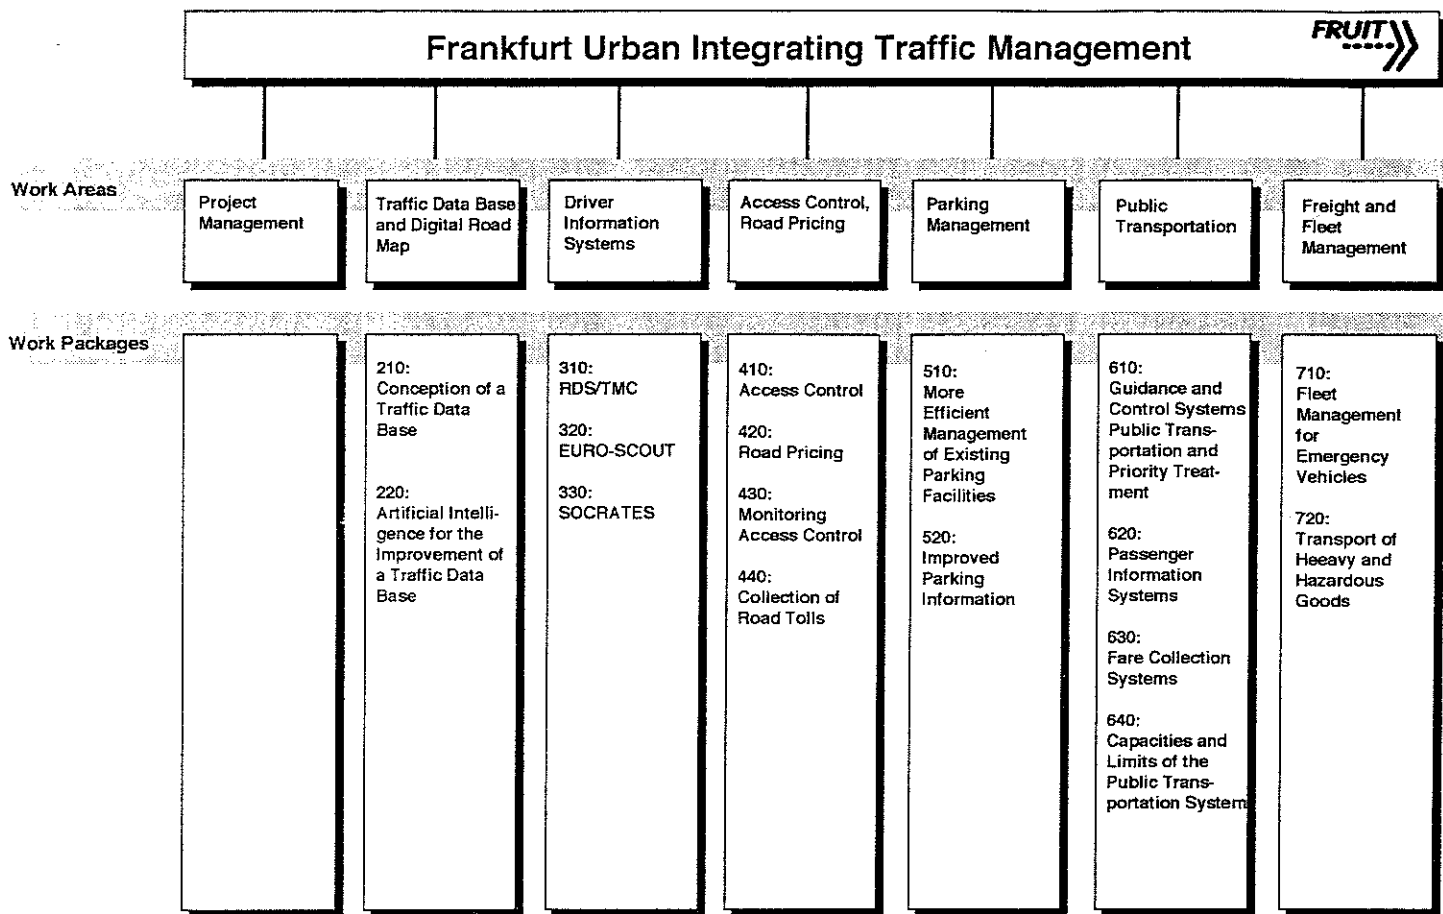 Frankfurt Urban Integrating Traffic Management
FRUIT
Work Areas
Project
Management
Traffic Data Base
and Digital Road
Map
Driver
Information
Systems
Access Control,
Road Pricing
Parking
Management
Public
Transportation
Freight and
Fleet
Management
Work Packages
210:
Conception of a
Traffic Data
Base
220:
Artificial Intelli-
gence for the
Improvement of
a Traffic Data
Base
310:
RDS/TMC
320:
EURO-SCOUT
330:
SOCRATES
410:
Access Control
420:
Road Pricing
430:
Monitoring
Access Control
440:
Collection of
Road Tolls
510:
More
Efficient
Management
of Existing
Parking
Facilities
520:
Improved
Parking
Information
610:
Guidance and
Control Systems
Public Trans-
portation and
Priority Treat-
ment
620:
Passenger
Information
Systems
630:
Fare Collection
Systems
640:
Capacities and
Limits of the
Public Trans-
portation System
710:
Fleet
Management
for
Emergency
Vehicles
720:
Transport of
Heeavy and
Hazardous
Goods